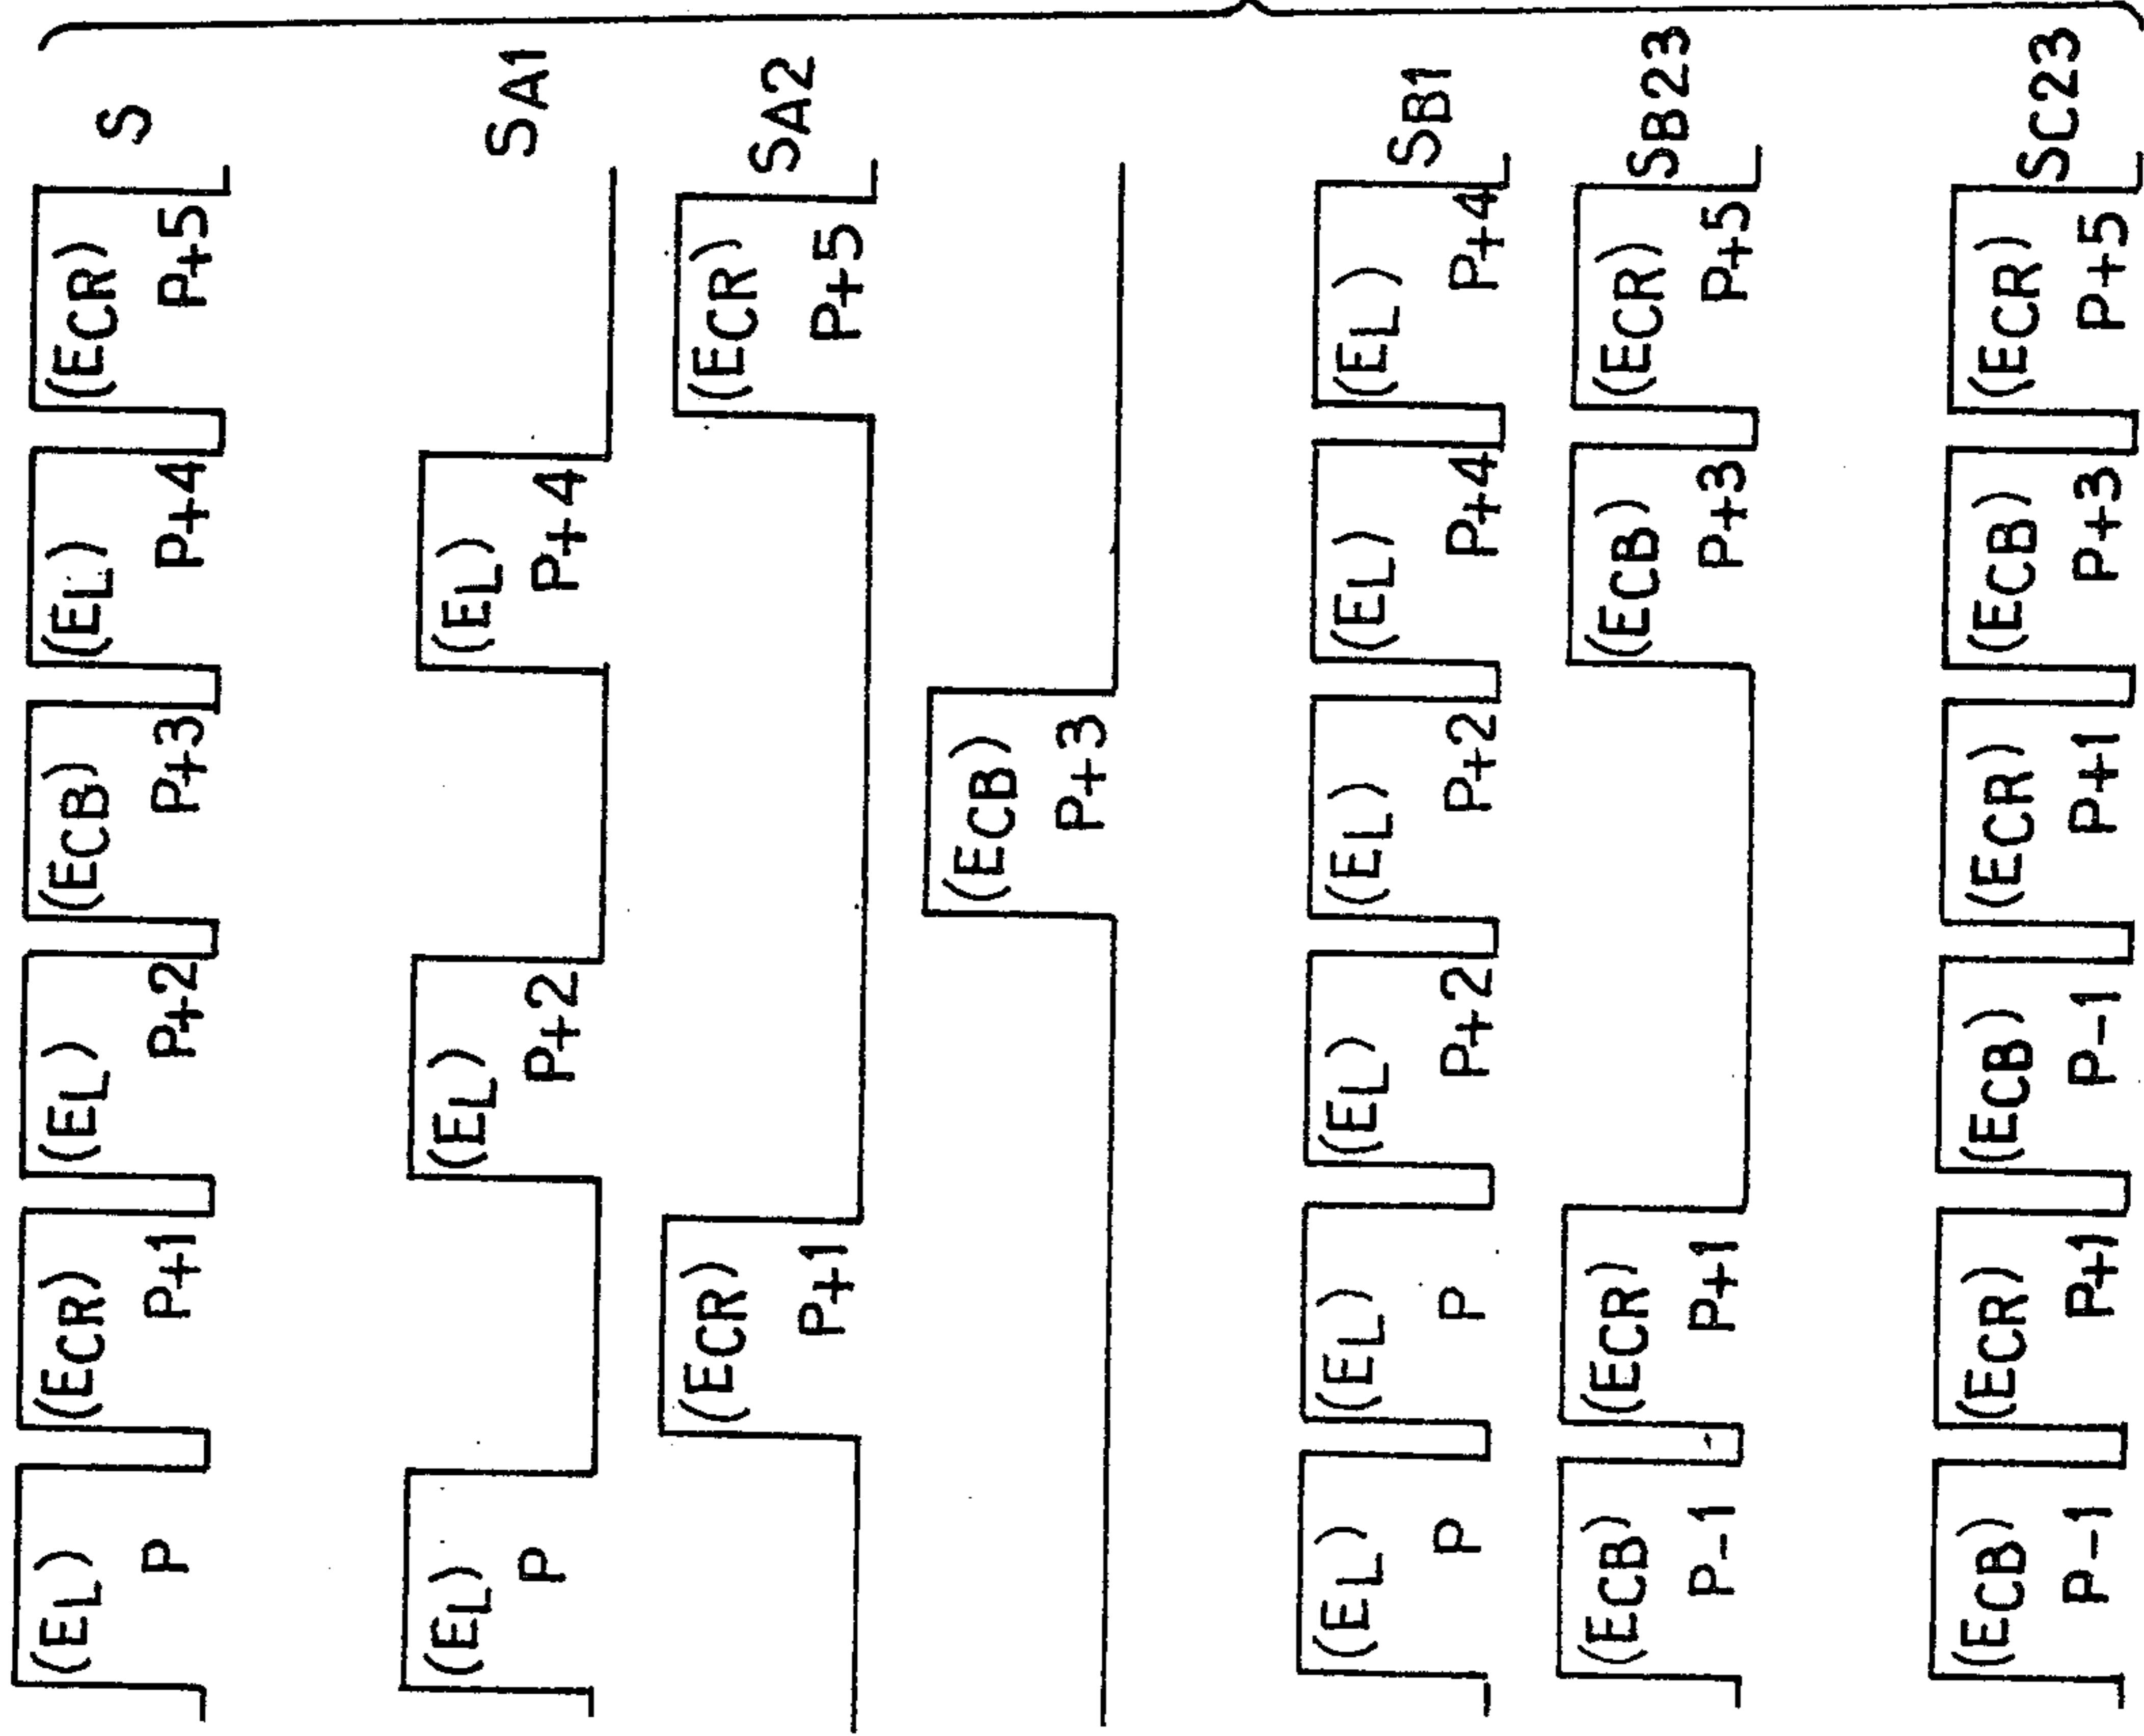 (EL) (ECR) (EL) (ECB) (EL) (ECR) S
P P+1 P+2 P+3 P+4 P+5
(EL) (EL) (EL) SA1
P P+2 P+4
(ECR) (ECR) SA2
P+1 P+5
(ECB)
P+3
(EL) (EL) (EL) (EL) (EL) (EL) SB1
P P P+2 P+2 P+4 P+4
(ECB) (ECR) (ECB) (ECR) SB23
P-1 P+1 P+3 P+5
(ECB) (ECR) (ECB) (ECR) (ECB) (ECR) SC23
P-1 P+1 P-1 P+1 P+3 P+5